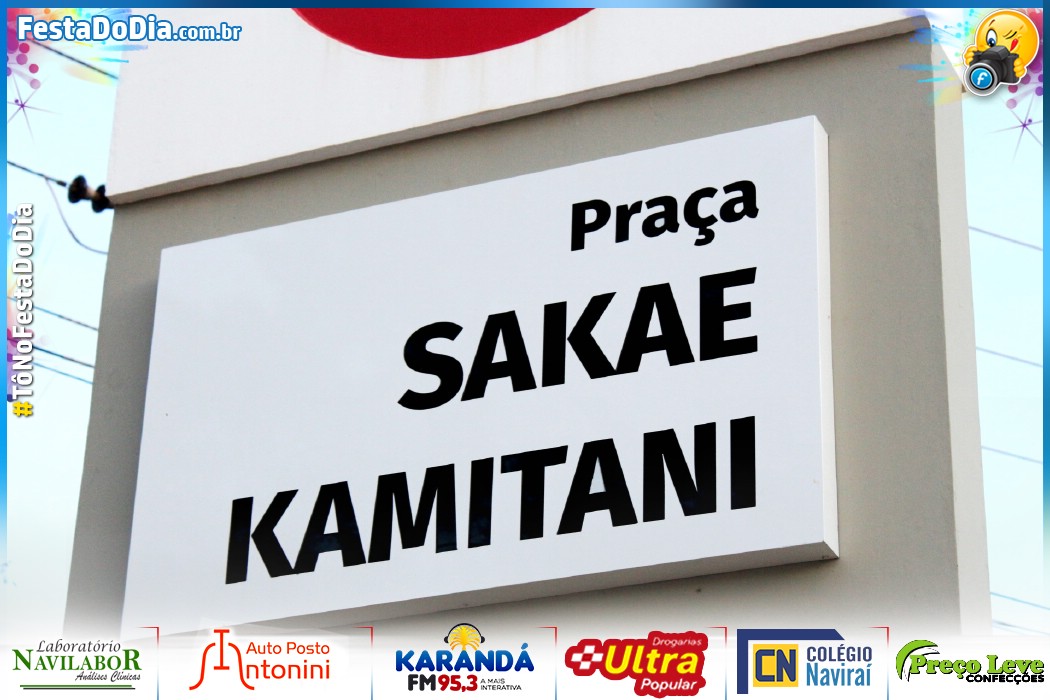 FestaDoDia.com.br
#TôNoFestaDoDia
Praça
SAKAE
KAMITANI
Laboratório
NAVILABOR
Análises Clínicas
Auto Posto
Antonini
KARANDÁ
FM 95,3 A MAIS
INTERATIVA
Drogarias
Ultra
Popular
CN COLÉGIO
Naviraí
Preço Leve
CONFECÇÕES